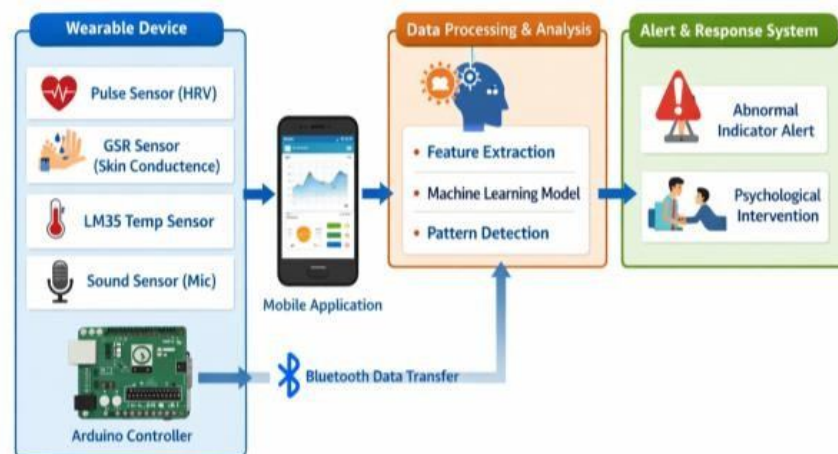 Wearable Device
Pulse Sensor (HRV)
GSR Sensor
(Skin Conductence)
LM35 Temp Sensor
Sound Sensor (Mic)
Arduino Controller
Mobile Application
Bluetooth Data Transfer
Data Processing & Analysis
• Feature Extraction
• Machine Learning Model
• Pattern Detection
Alert & Response System
Abnormal
Indicator Alert
Psychological
Intervention